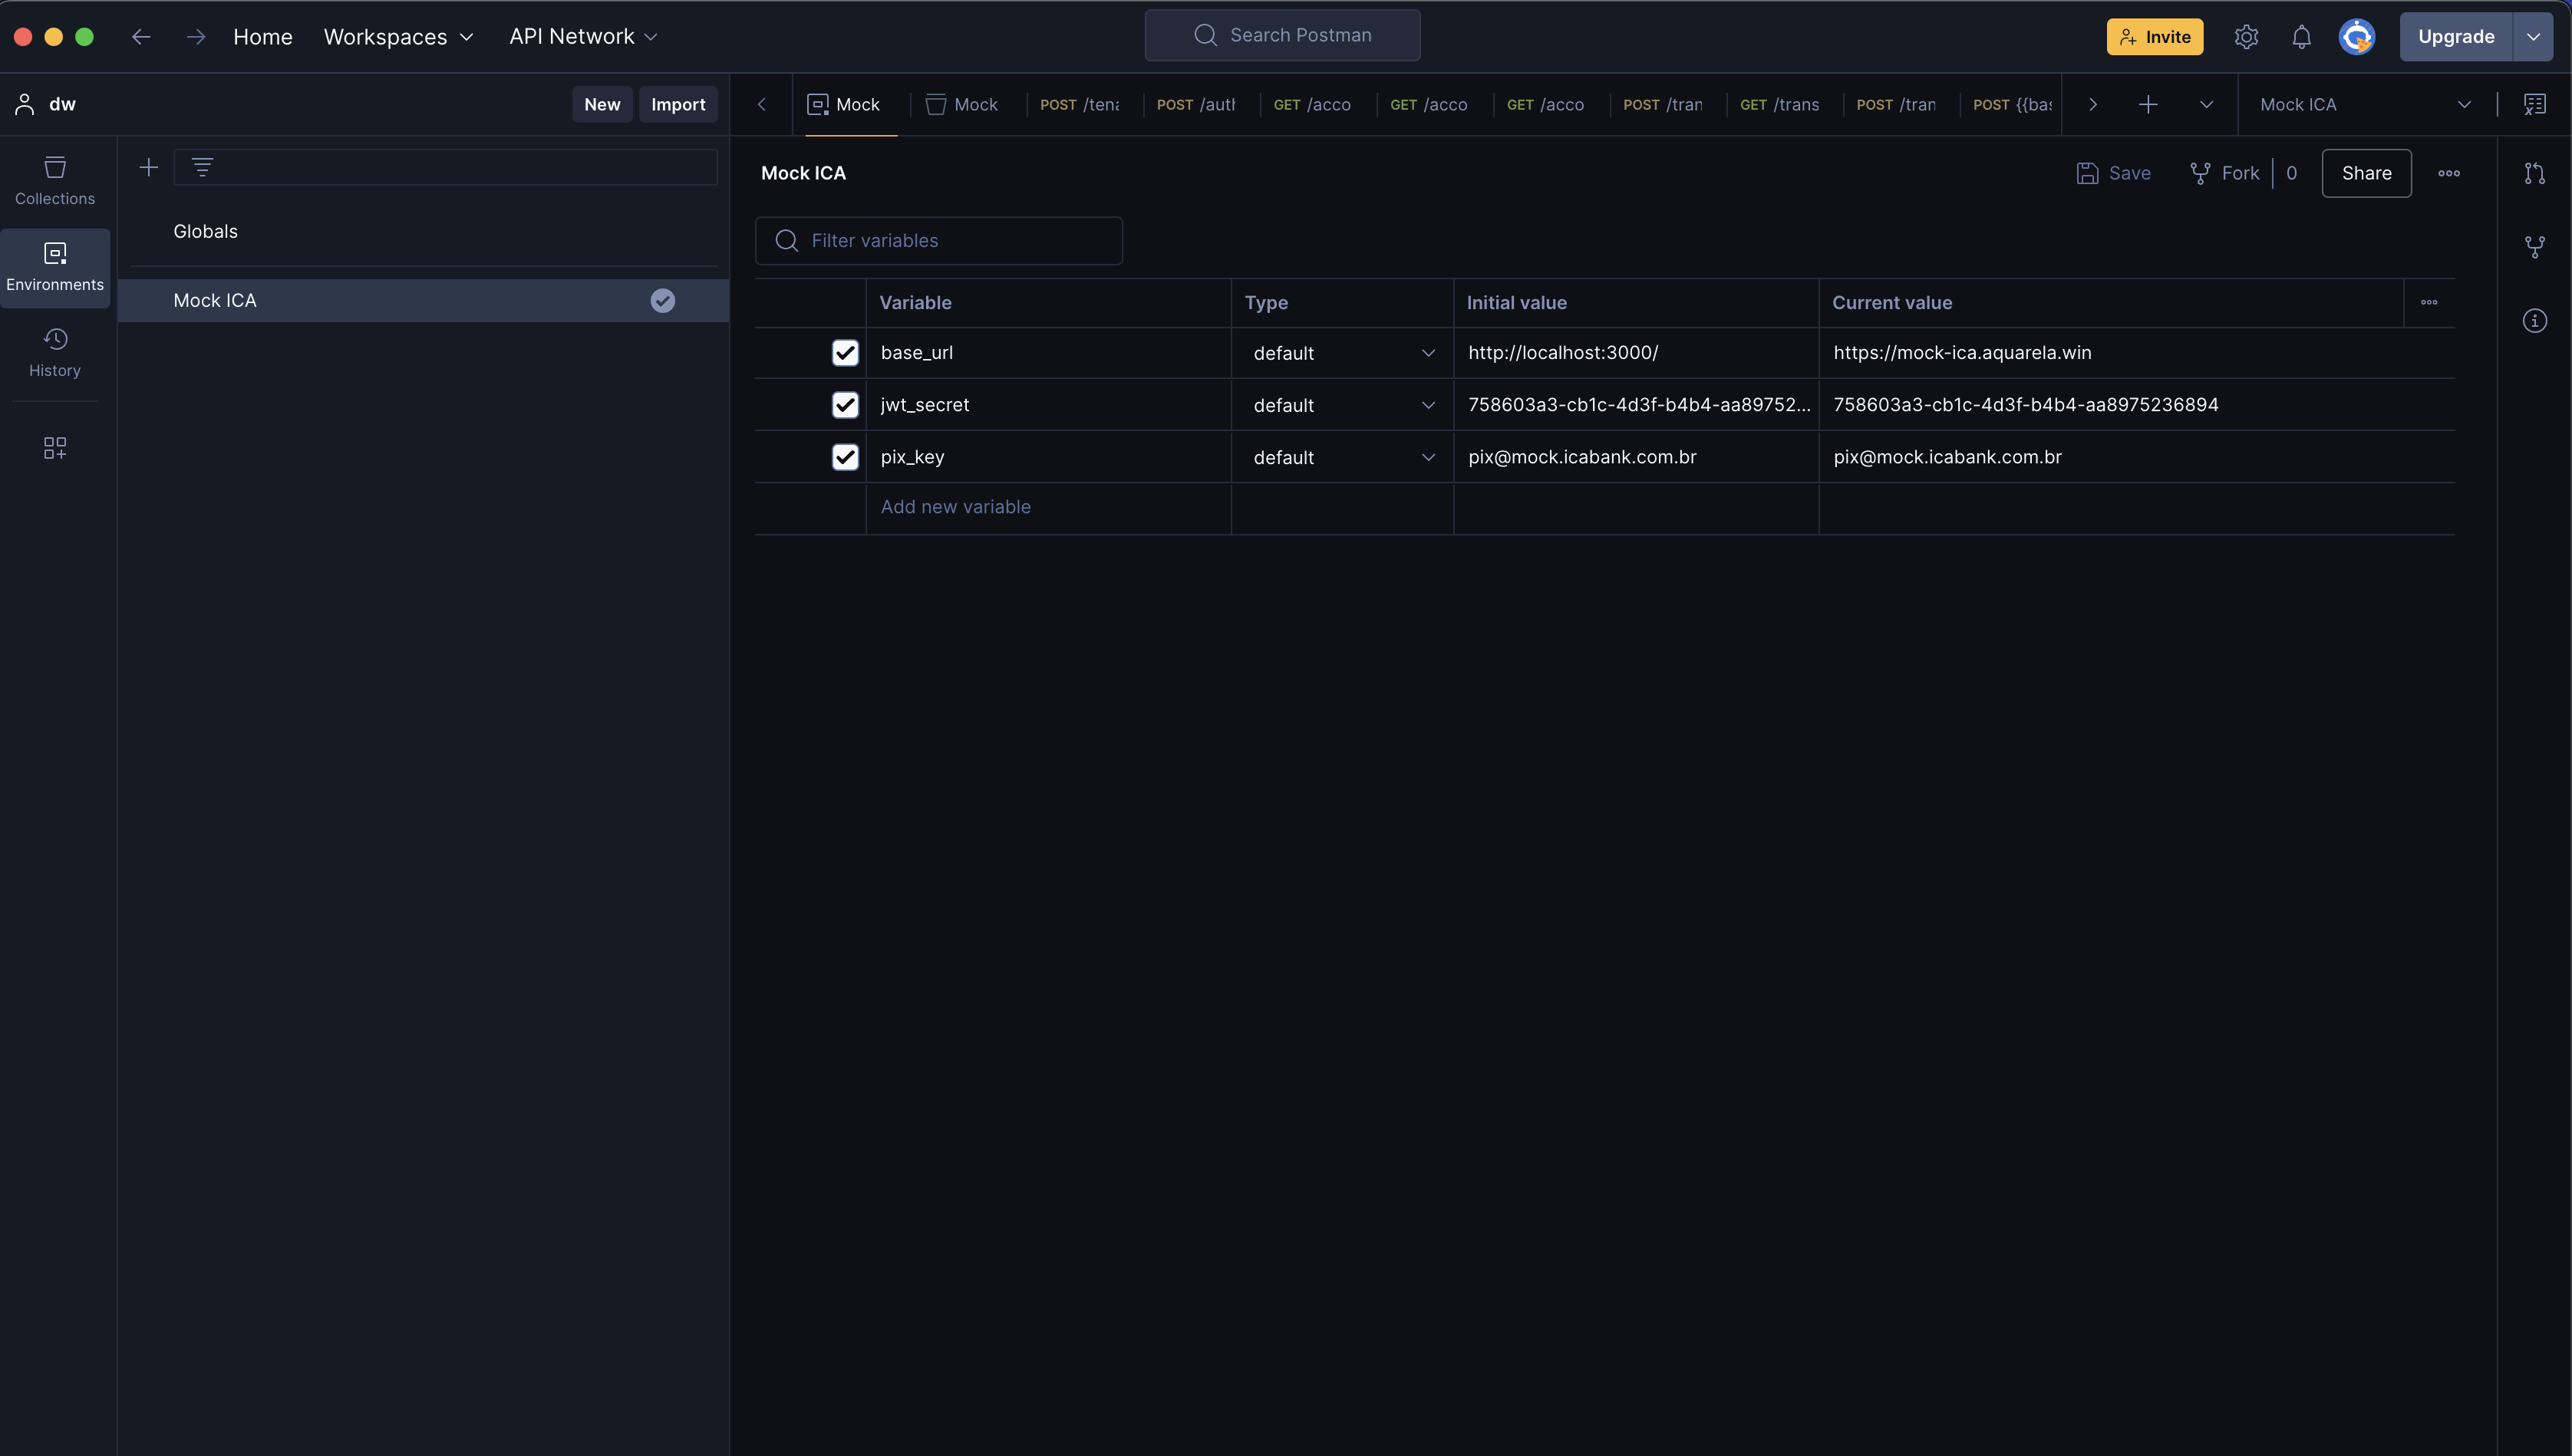 Home Workspaces API Network Search Postman Invite Upgrade
dw New Import Mock Mock POST /tena POST /auth GET /acco GET /acco GET /acco POST /tran GET /trans POST /tran POST {{bas Mock ICA
Collections
Environments
History
Globals
Mock ICA
Mock ICA Save Fork 0 Share
Filter variables
Variable Type Initial value Current value
base_url default http://localhost:3000/ https://mock-ica.aquarela.win
jwt_secret default 758603a3-cb1c-4d3f-b4b4-aa89752... 758603a3-cb1c-4d3f-b4b4-aa8975236894
pix_key default pix@mock.icabank.com.br pix@mock.icabank.com.br
Add new variable